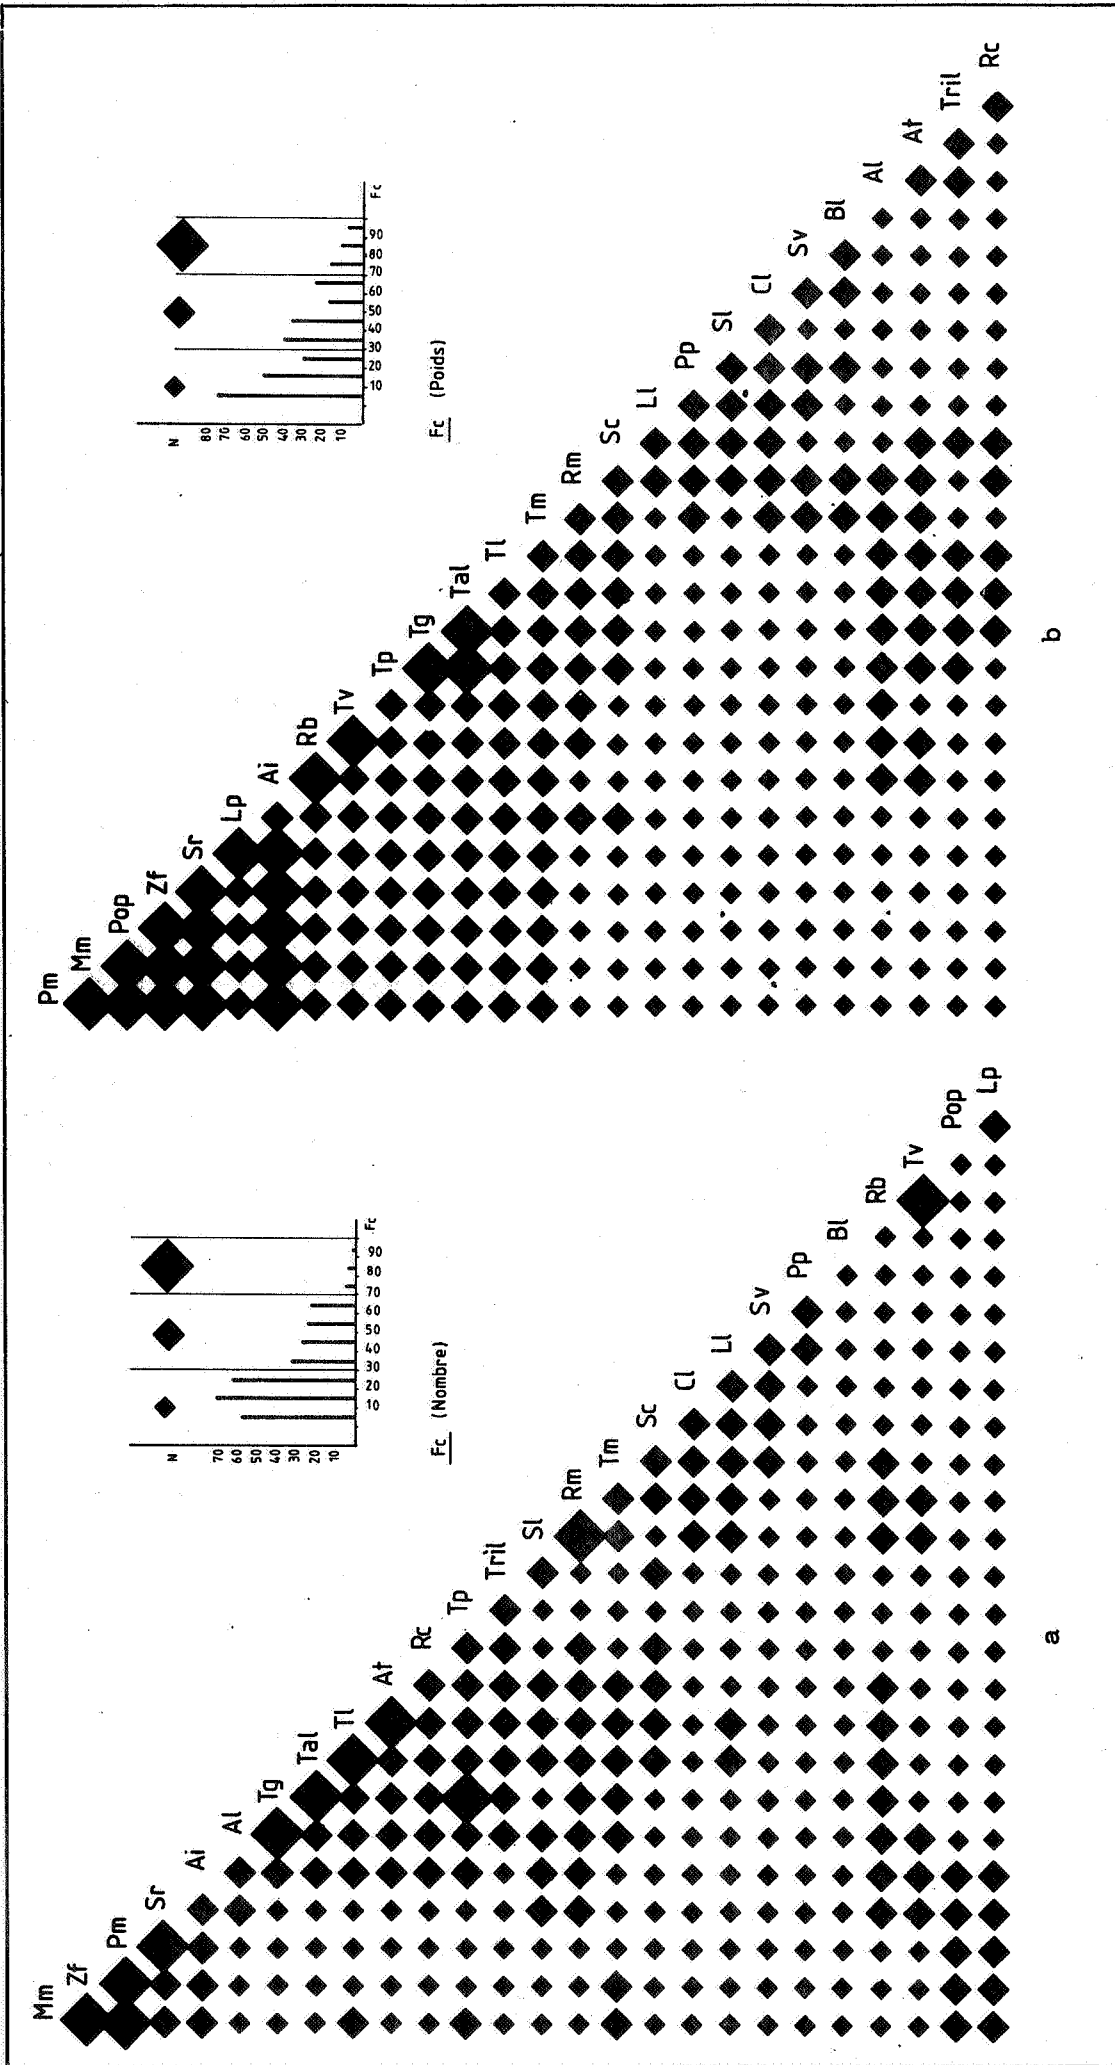 Pm
Mm
Pop
Zf
Sr
Lp
Ai
Rb
Tv
Tp
Tg
Tal
Tl
Tm
Rm
Sc
Ll
Pp
Sl
Cl
Sv
Bl
Al
At
Tril
Rc
N
80
70
60
50
40
30
20
10
10
20
30
40
50
60
70
80
90
Fc
Fc (Poids)
b
Mm
Zf
Pm
Sr
Ai
Al
Tg
Tal
Tl
At
Rc
Tp
Tril
Sl
Rm
Tm
Sc
Cl
Ll
Sv
Pp
Bl
Rb
Tv
Pop
Lp
N
70
60
50
40
30
20
10
10
20
30
40
50
60
70
80
90
Fc
Fc (Nombre)
a